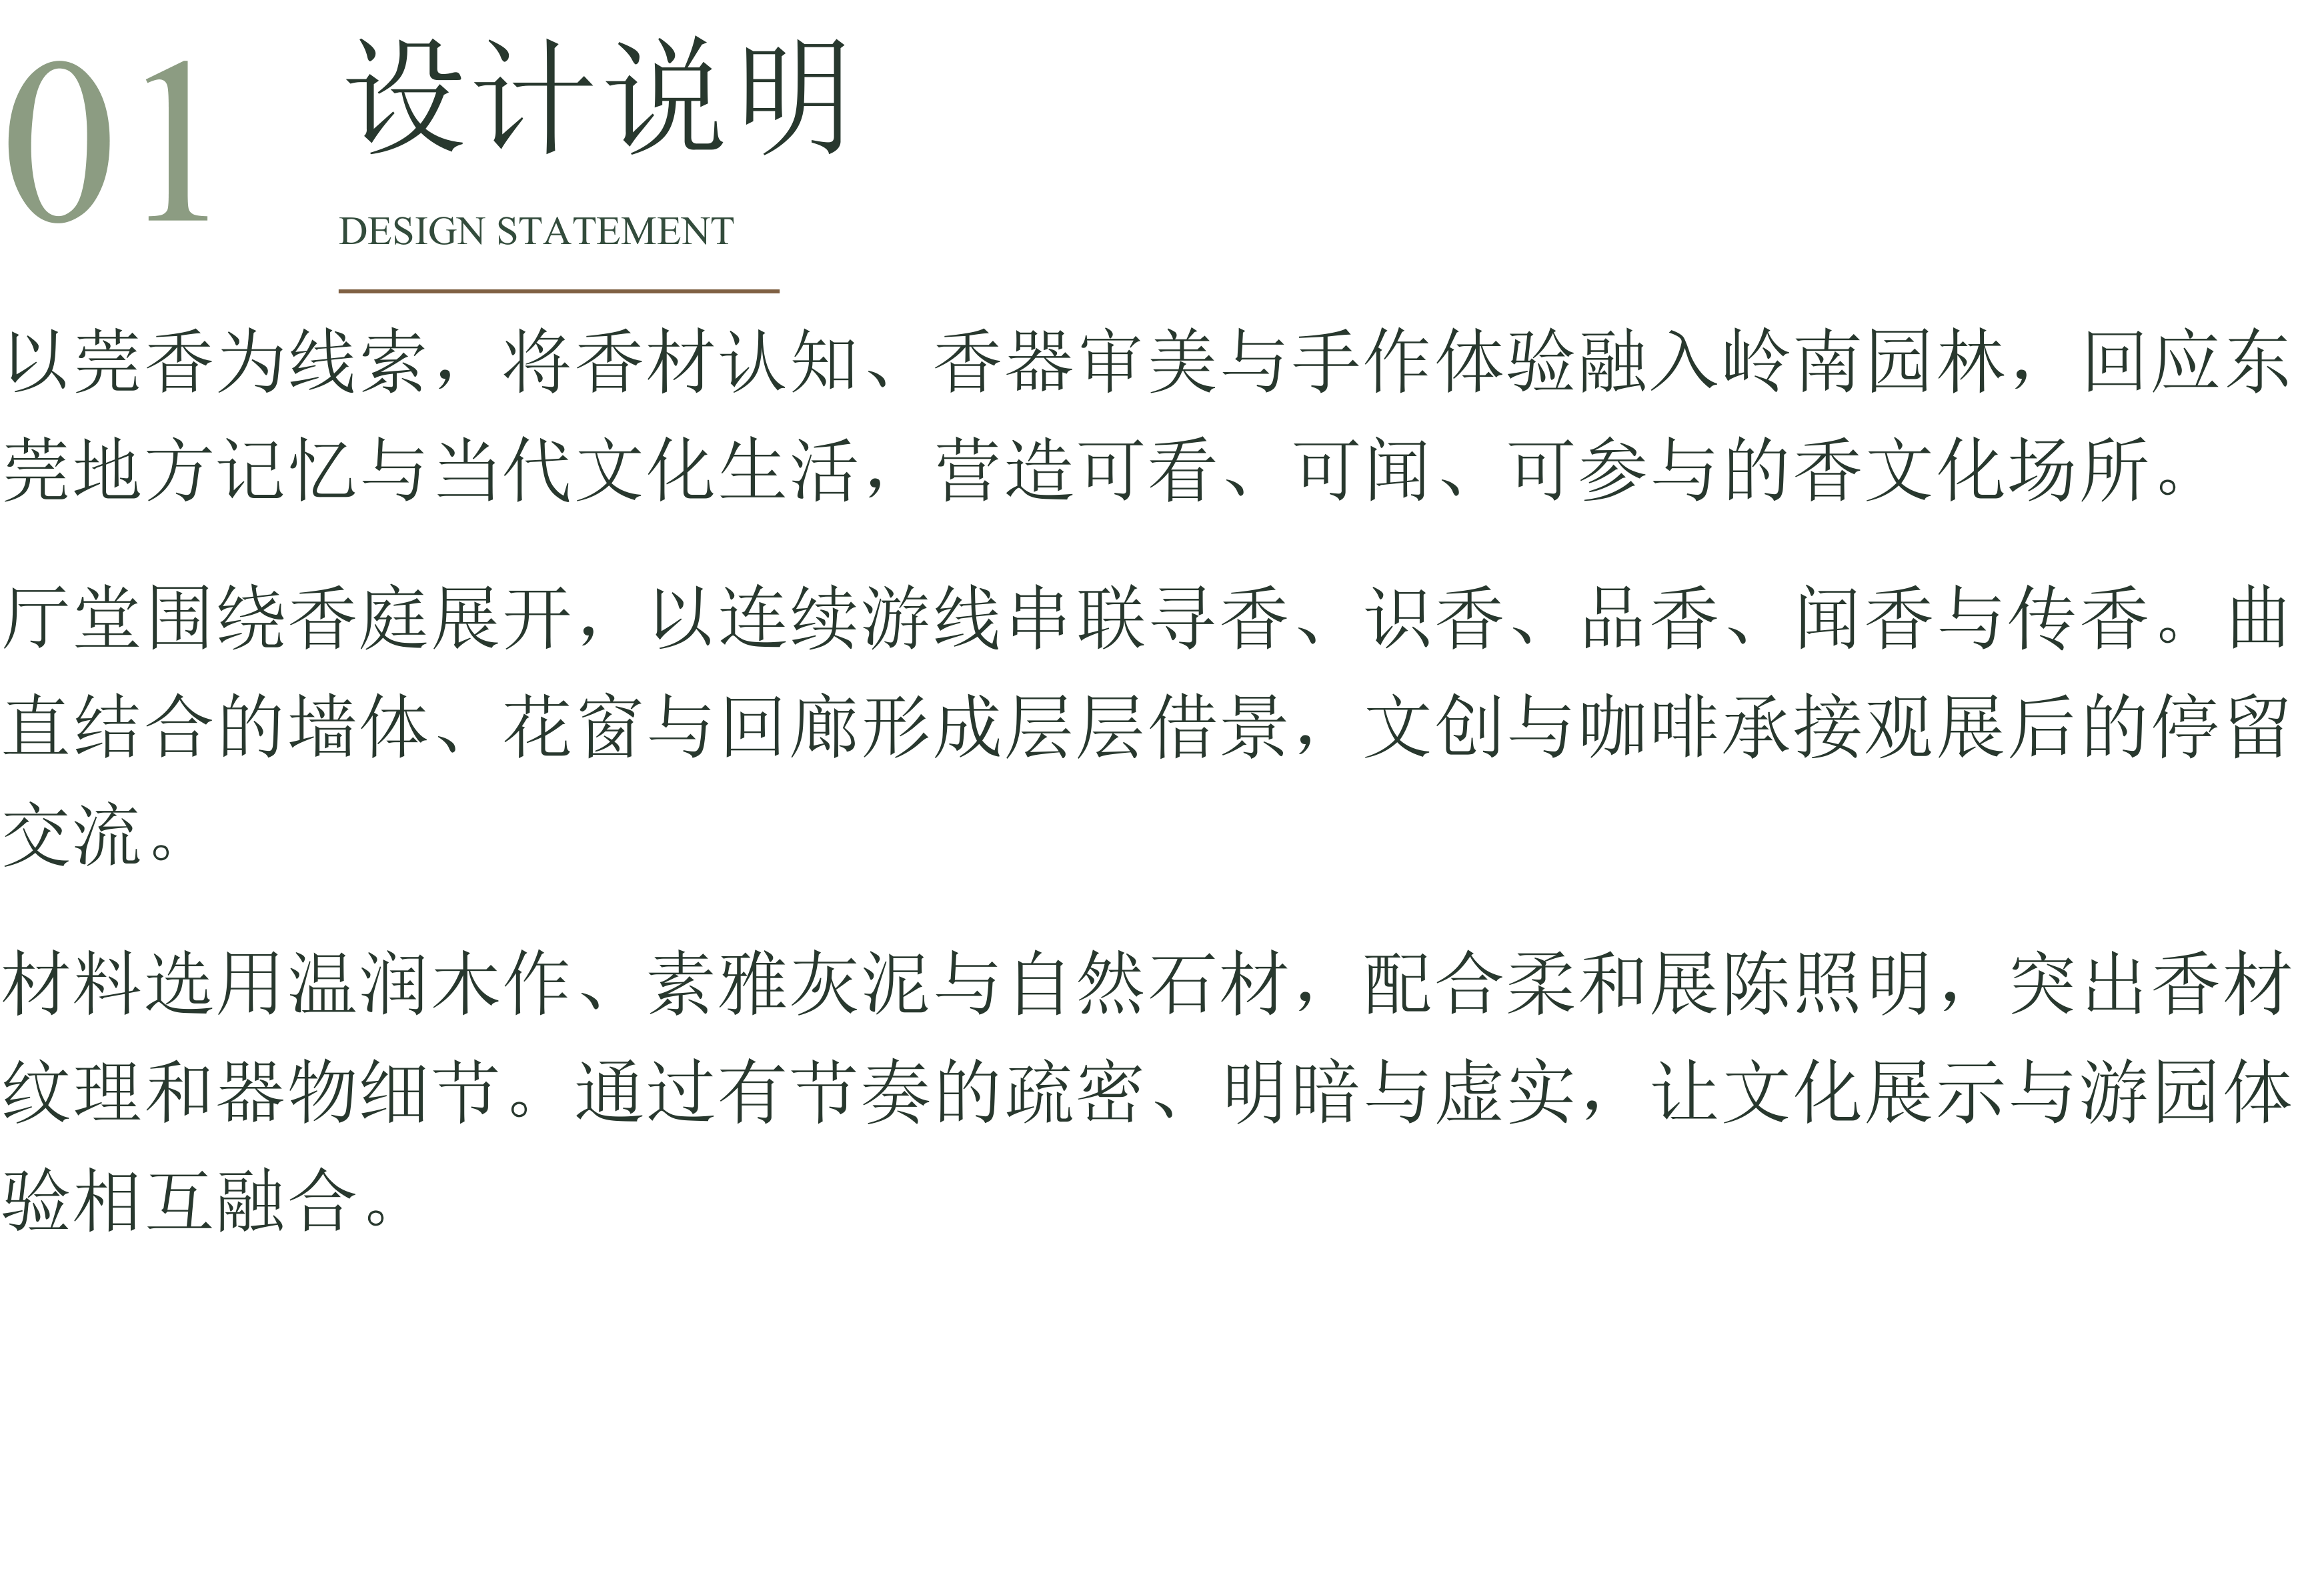 01
设计说明
DESIGN STATEMENT
以莞香为线索，将香材认知、香器审美与手作体验融入岭南园林，回应东
莞地方记忆与当代文化生活，营造可看、可闻、可参与的香文化场所。
厅堂围绕香席展开，以连续游线串联寻香、识香、品香、闻香与传香。曲
直结合的墙体、花窗与回廊形成层层借景，文创与咖啡承接观展后的停留
交流。
材料选用温润木作、素雅灰泥与自然石材，配合柔和展陈照明，突出香材
纹理和器物细节。通过有节奏的疏密、明暗与虚实，让文化展示与游园体
验相互融合。